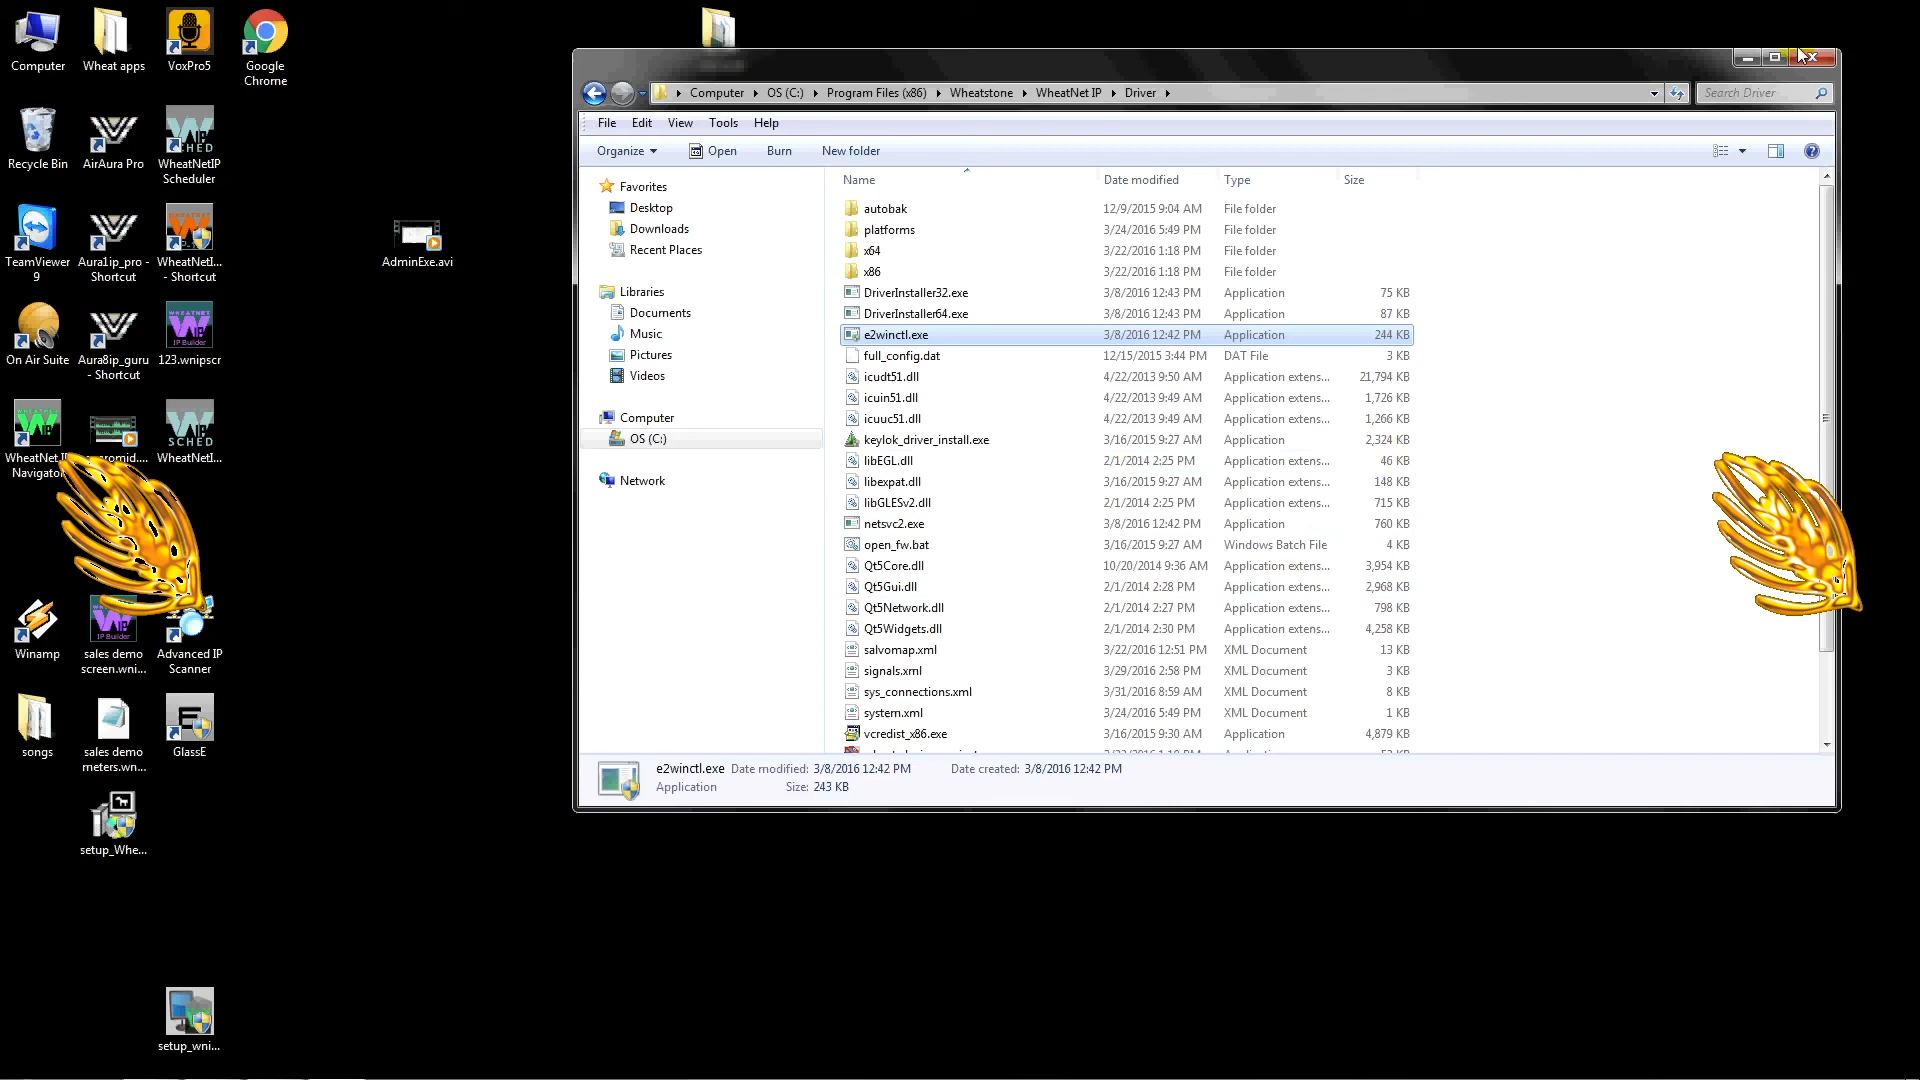 Computer
Wheat apps
VoxPro5
Google Chrome
Recycle Bin
AirAura Pro
WheatNetIP Scheduler
TeamViewer 9
Aura1ip_pro - Shortcut
WheatNetI... - Shortcut
On Air Suite
Aura8ip_guru - Shortcut
123.wnipscr
WheatNet
Navigator
WheatNetI...
Winamp
sales demo screen.wni...
Advanced IP Scanner
songs
sales demo meters.wn...
GlassE
setup_Whe...
setup_wni...
AdminExe.avi
Computer OS (C:) Program Files (x86) Wheatstone WheatNet IP Driver
Search Driver
File Edit View Tools Help
Organize Open Burn New folder
Favorites
Desktop
Downloads
Recent Places
Libraries
Documents
Music
Pictures
Videos
Computer
OS (C:)
Network
Name Date modified Type Size
autobak 12/9/2015 9:04 AM File folder
platforms 3/24/2016 5:49 PM File folder
x64 3/22/2016 1:18 PM File folder
x86 3/22/2016 1:18 PM File folder
DriverInstaller32.exe 3/8/2016 12:43 PM Application 75 KB
DriverInstaller64.exe 3/8/2016 12:43 PM Application 87 KB
e2winctl.exe 3/8/2016 12:42 PM Application 244 KB
full_config.dat 12/15/2015 3:44 PM DAT File 3 KB
icudt51.dll 4/22/2013 9:50 AM Application extens... 21,794 KB
icuin51.dll 4/22/2013 9:49 AM Application extens... 1,726 KB
icuuc51.dll 4/22/2013 9:49 AM Application extens... 1,266 KB
keylok_driver_install.exe 3/16/2015 9:27 AM Application 2,324 KB
libEGL.dll 2/1/2014 2:25 PM Application extens... 46 KB
libexpat.dll 3/16/2015 9:27 AM Application extens... 148 KB
libGLESv2.dll 2/1/2014 2:25 PM Application extens... 715 KB
netsvc2.exe 3/8/2016 12:42 PM Application 760 KB
open_fw.bat 3/16/2015 9:27 AM Windows Batch File 4 KB
Qt5Core.dll 10/20/2014 9:36 AM Application extens... 3,954 KB
Qt5Gui.dll 2/1/2014 2:28 PM Application extens... 2,968 KB
Qt5Network.dll 2/1/2014 2:27 PM Application extens... 798 KB
Qt5Widgets.dll 2/1/2014 2:30 PM Application extens... 4,258 KB
salvomap.xml 3/22/2016 12:51 PM XML Document 13 KB
signals.xml 3/29/2016 2:58 PM XML Document 3 KB
sys_connections.xml 3/31/2016 8:59 AM XML Document 8 KB
system.xml 3/24/2016 5:49 PM XML Document 1 KB
vcredist_x86.exe 3/16/2015 9:30 AM Application 4,879 KB
e2winctl.exe Date modified: 3/8/2016 12:42 PM Date created: 3/8/2016 12:42 PM
Application Size: 243 KB